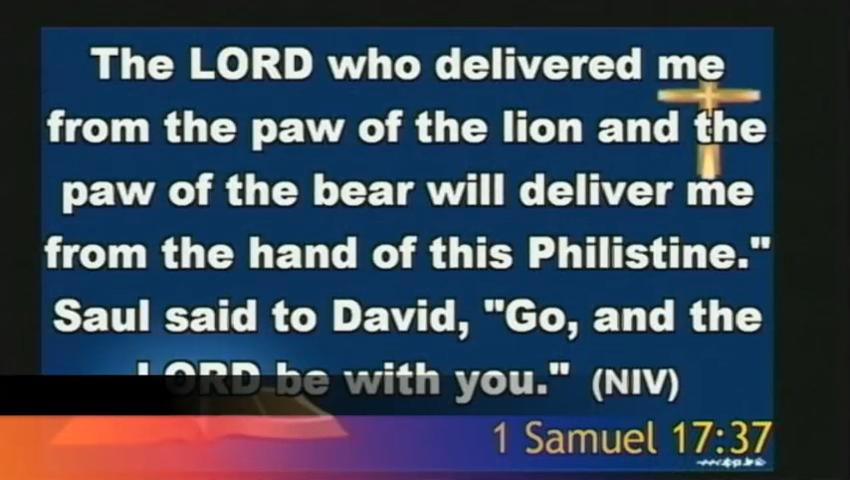 The LORD who delivered me
from the paw of the lion and the
paw of the bear will deliver me
from the hand of this Philistine."
Saul said to David, "Go, and the
LORD be with you." (NIV)
1 Samuel 17:37